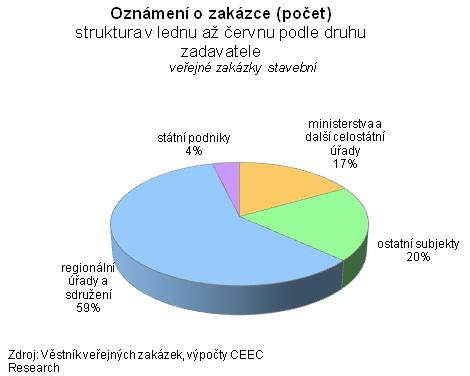 Oznámení o zakázce (počet)
struktura v lednu až červnu podle druhu
zadavatele
veřejné zakázky stavební
státní podniky
4%
ministerstva a
další celostátní
úřady
17%
ostatní subjekty
20%
regionální
úřady a
sdružení
59%
Zdroj: Věstník veřejných zakázek, výpočty CEEC
Research